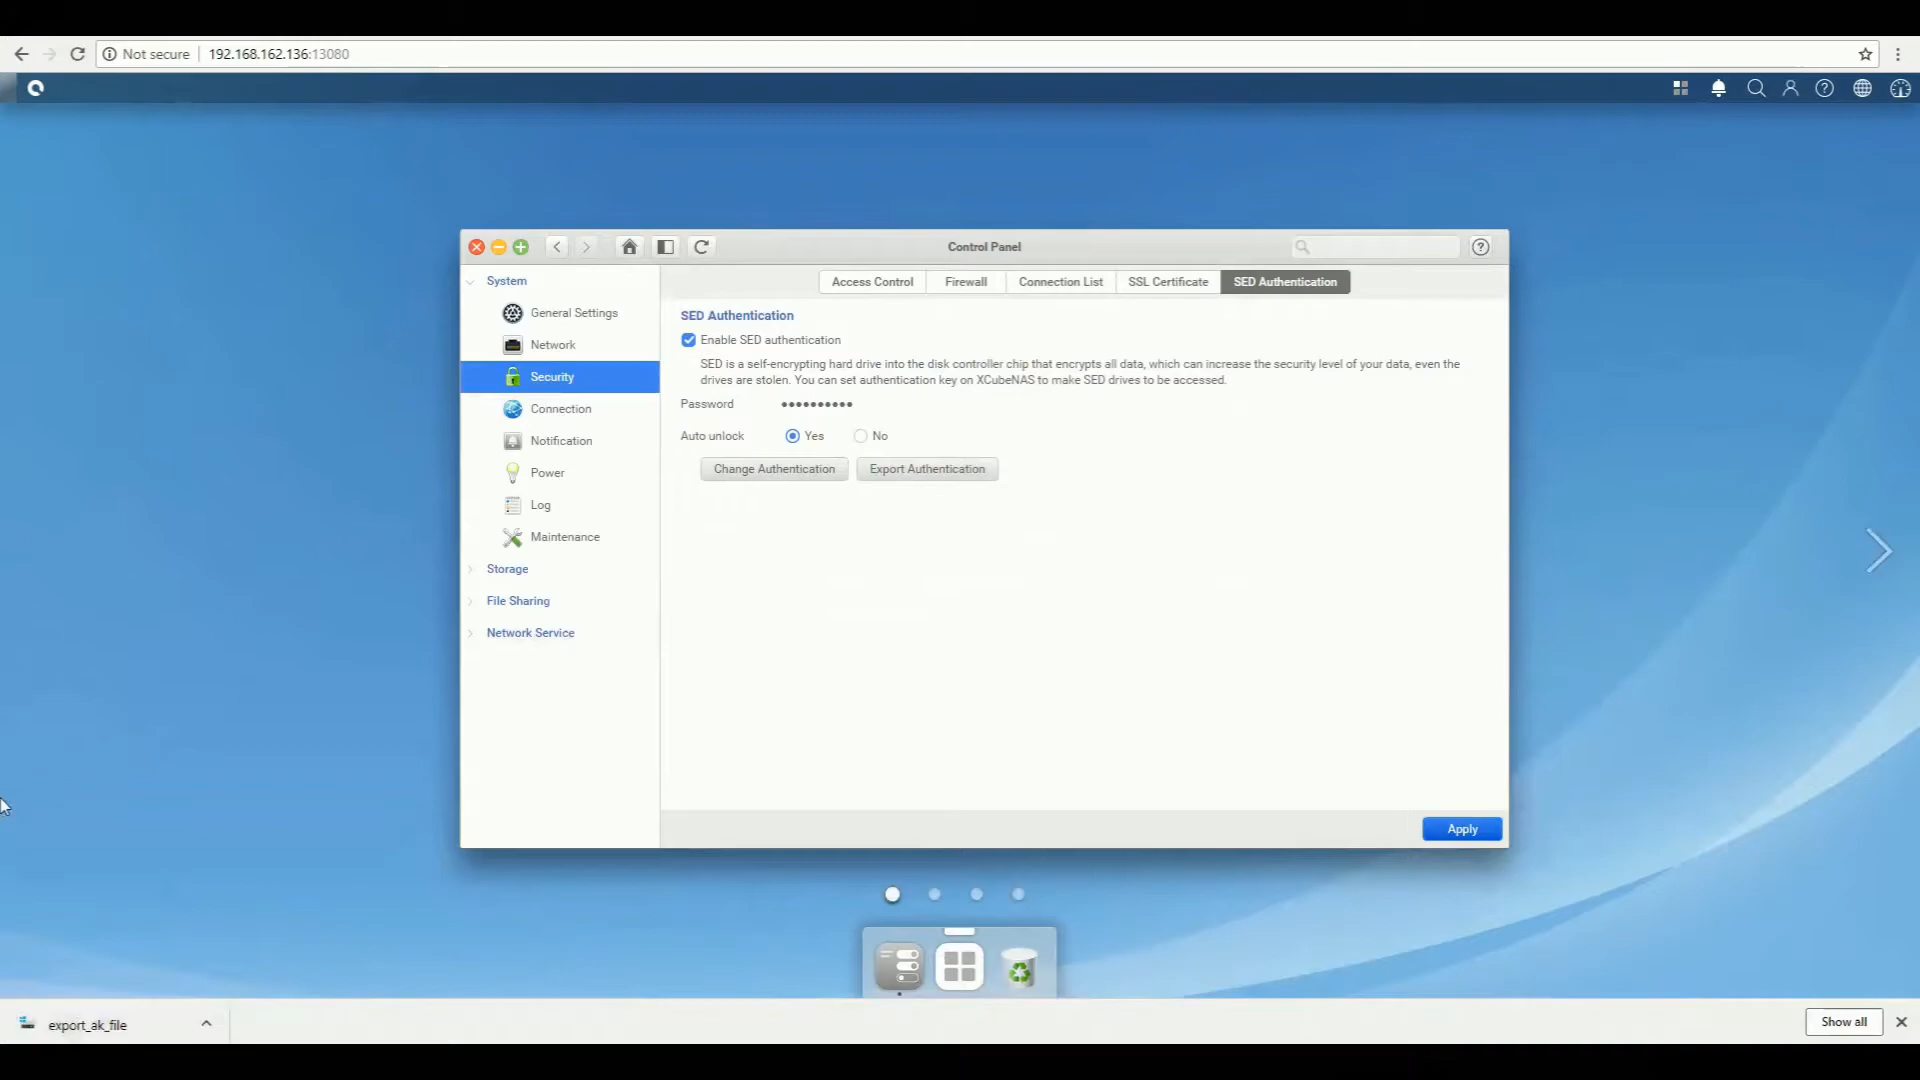 Not secure 192.168.162.136:13080
Control Panel
System
General Settings
Network
Security
Connection
Notification
Power
Log
Maintenance
Storage
File Sharing
Network Service
Access Control Firewall Connection List SSL Certificate SED Authentication
SED Authentication
Enable SED authentication
SED is a self-encrypting hard drive into the disk controller chip that encrypts all data, which can increase the security level of your data, even the
drives are stolen. You can set authentication key on XCubeNAS to make SED drives to be accessed.
Password ••••••••••
Auto unlock Yes No
Change Authentication Export Authentication
Apply
export_ak_file
Show all